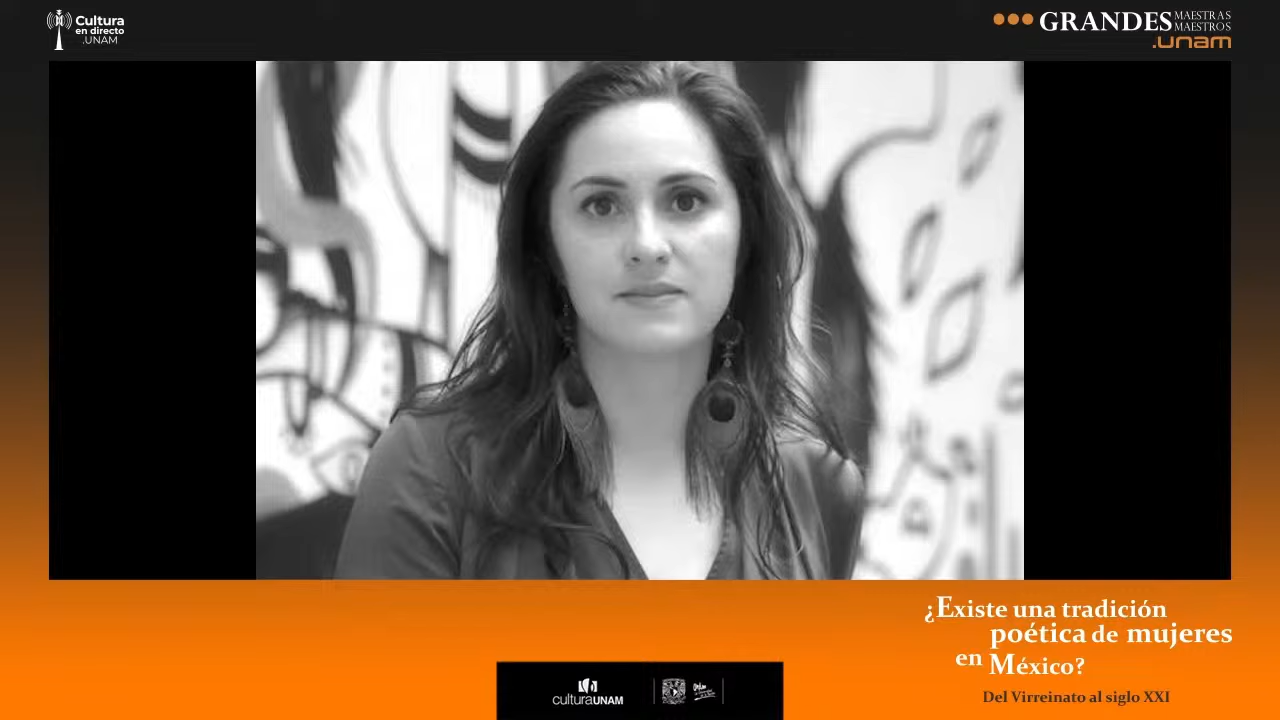 Cultura
en directo
.UNAM
GRANDES MAESTRAS MAESTROS
.unam
¿Existe una tradición
poética de mujeres
en México?
Del Virreinato al siglo XXI
culturaUNAM